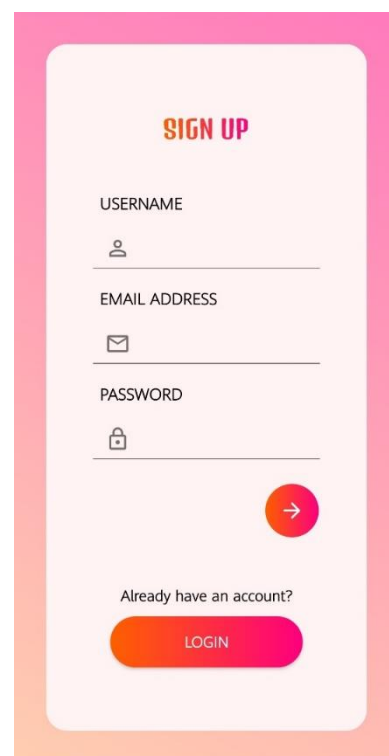 SIGN UP
USERNAME
EMAIL ADDRESS
PASSWORD
Already have an account?
LOGIN